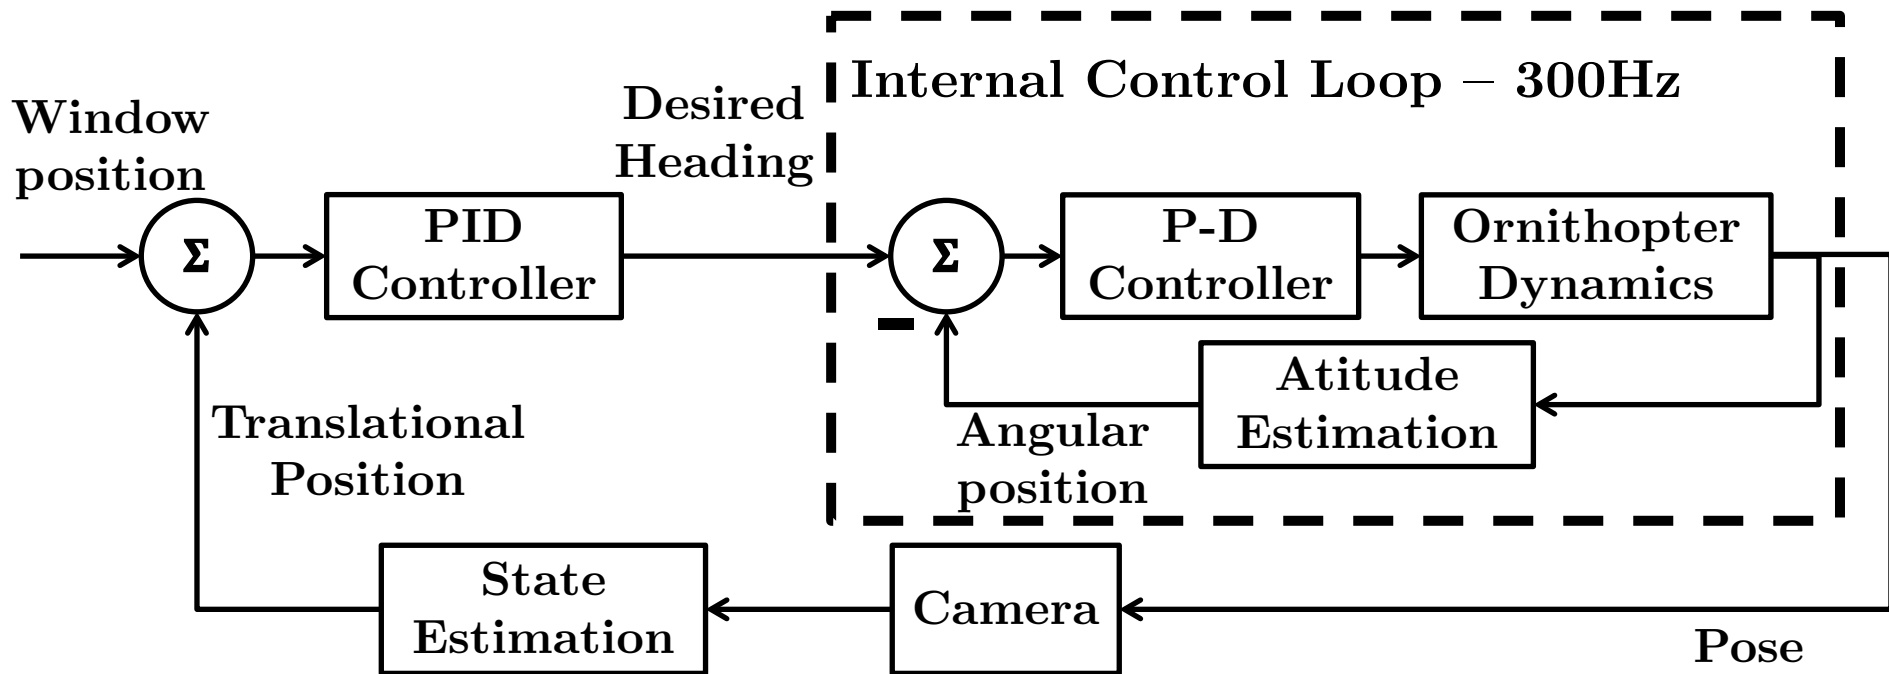 Internal Control Loop – 300Hz
Window
position
Desired
Heading
Σ
PID
Controller
Σ
P-D
Controller
Ornithopter
Dynamics
-
Atitude
Estimation
Angular
position
Translational
Position
State
Estimation
Camera
Pose